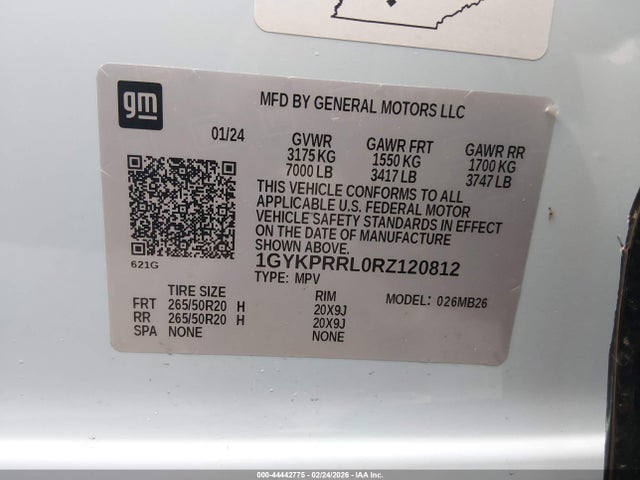 gm
MFD BY GENERAL MOTORS LLC
01/24
GVWR GAWR FRT GAWR RR
3175 KG 1550 KG 1700 KG
7000 LB 3417 LB 3747 LB
THIS VEHICLE CONFORMS TO ALL
APPLICABLE U.S. FEDERAL MOTOR
VEHICLE SAFETY STANDARDS IN EFFECT
ON THE DATE OF MANUFACTURE
SHOWN ABOVE.
621G
1GYKPRRL0RZ120812
TYPE: MPV
TIRE SIZE RIM MODEL: 026MB26
FRT 265/50R20 H 20X9J
RR 265/50R20 H 20X9J
SPA NONE NONE
000-44442775 - 02/24/2026 - IAA Holdings, LLC.